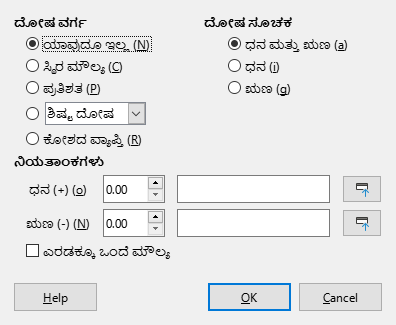 ದೋಷ ವರ್ಗ
ಯಾವುದೂ ಇಲ್ಲ (N)
ಸ್ಥಿರ ಮೌಲ್ಯ (C)
ಪ್ರತಿಶತ (P)
ಶಿಷ್ಟ ದೋಷ
ಕೋಶದ ವ್ಯಾಪ್ತಿ (R)
ದೋಷ ಸೂಚಕ
ಧನ ಮತ್ತು ಋಣ (a)
ಧನ (i)
ಋಣ (g)
ನಿಯತಾಂಕಗಳು
ಧನ (+) (o) 0.00
ಋಣ (-) (N) 0.00
ಎರಡಕ್ಕೂ ಒಂದೆ ಮೌಲ್ಯ
Help OK Cancel